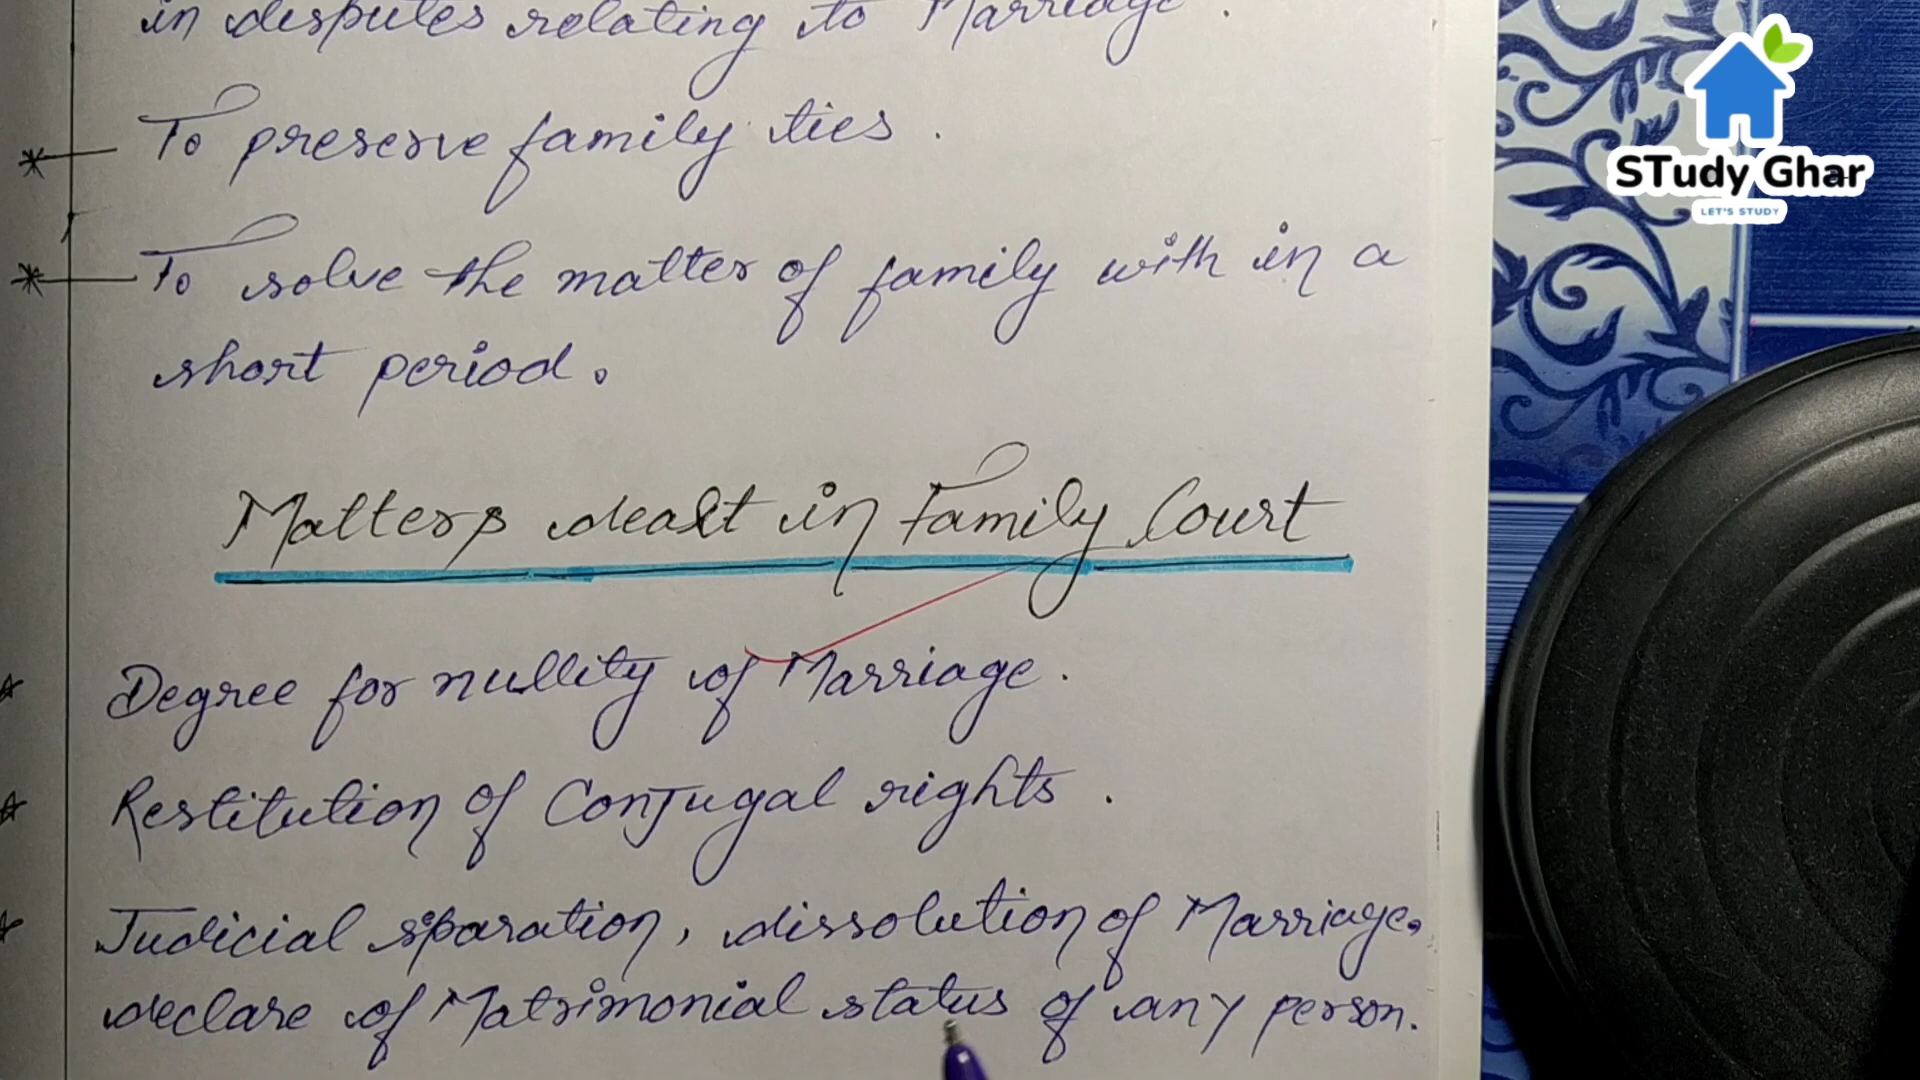 in disputes relating to Marriage.
To preserve family ties.
To solve the matter of family with in a
short period.
Matters dealt in Family Court
Degree for nullity of Marriage.
Restitution of Conjugal rights.
Judicial sparation, dissolution of Marriage.
declare of Matrimonial status of any person.
STudy Ghar
LET'S STUDY